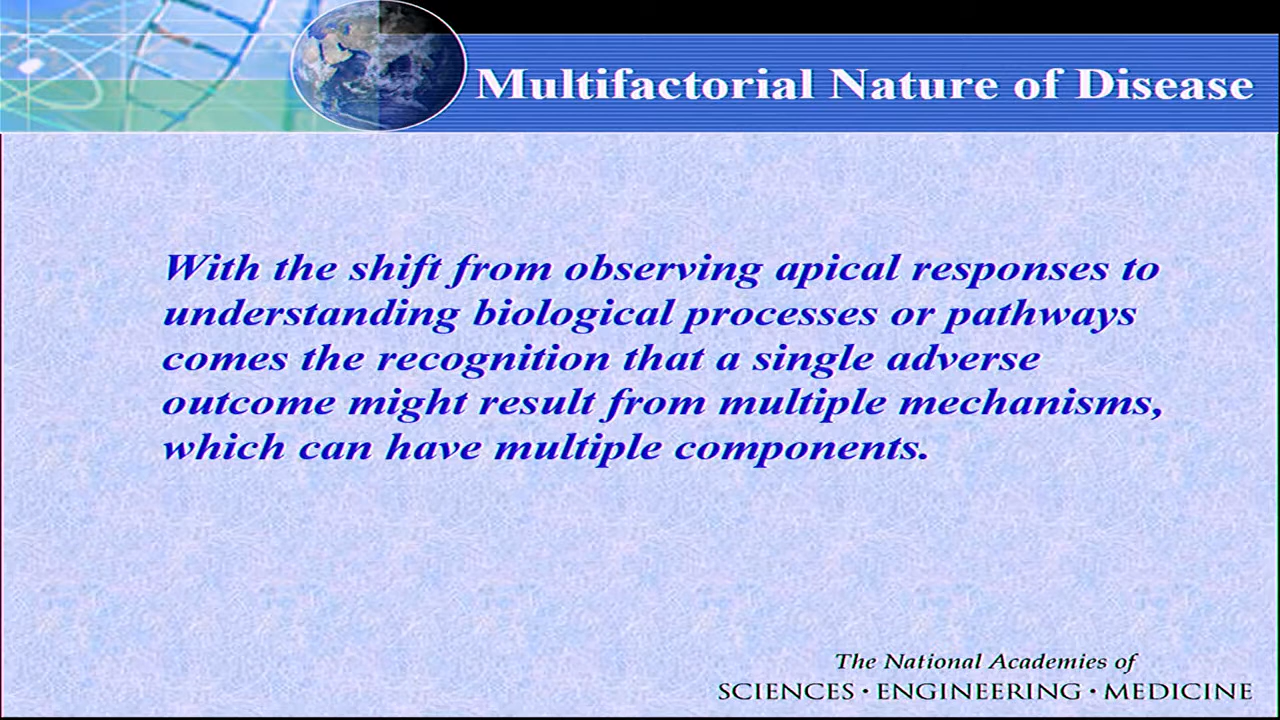 Multifactorial Nature of Disease
With the shift from observing apical responses to
understanding biological processes or pathways
comes the recognition that a single adverse
outcome might result from multiple mechanisms,
which can have multiple components.
The National Academies of
SCIENCES · ENGINEERING · MEDICINE